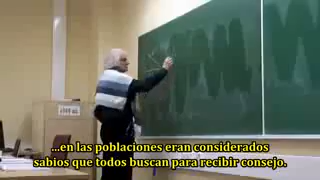 ...en las poblaciones eran considerados
sabios que todos buscan para recibir consejo.